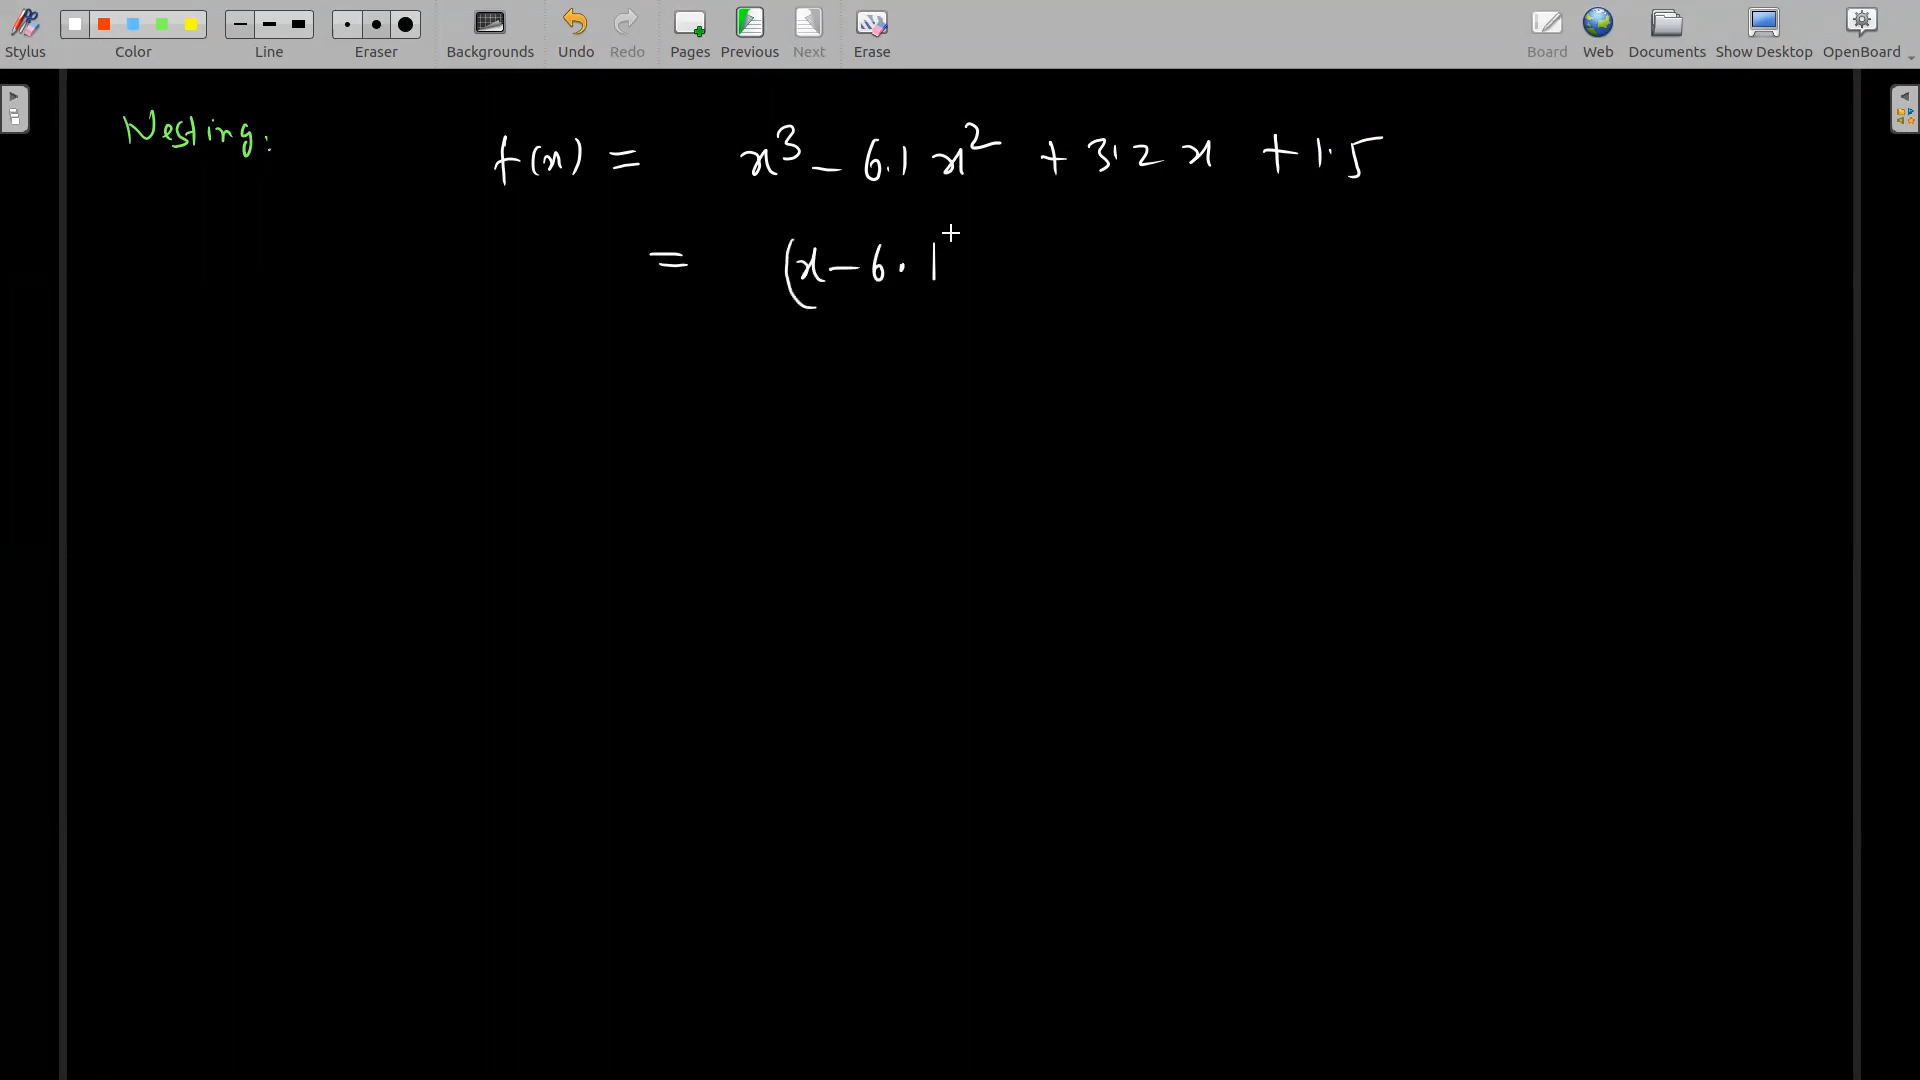 Stylus Color Line Eraser Backgrounds Undo Redo Pages Previous Next Erase Board Web Documents Show Desktop OpenBoard
Nesting:
f(x) = x³ - 6.1 x² + 3.2 x + 1.5
= (x - 6.1